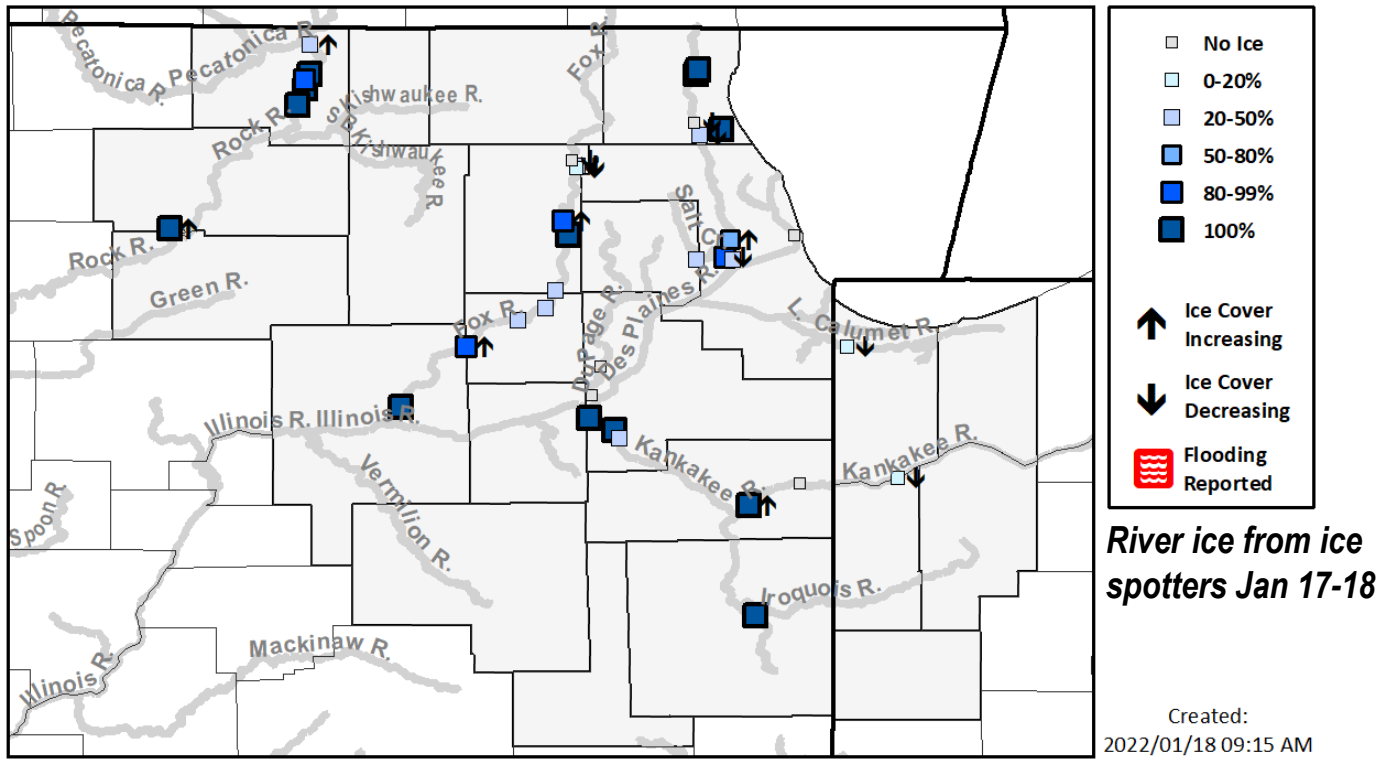 Pecatonica R.
Pecatonica R.
Fox R.
Kishwaukee R.
S B Kishwaukee R
Rock R.
Salt Cr.
Rock R.
Green R.
DuPage R.
Des Plaines R.
Fox R.
L. Calumet R.
Illinois R. Illinois R.
Kankakee R.
Kankakee R.
Vermilion R.
Spoon R.
Iroquois R.
Mackinaw R.
Illinois R.
No Ice
0-20%
20-50%
50-80%
80-99%
100%
Ice Cover
Increasing
Ice Cover
Decreasing
Flooding
Reported
River ice from ice
spotters Jan 17-18
Created:
2022/01/18 09:15 AM